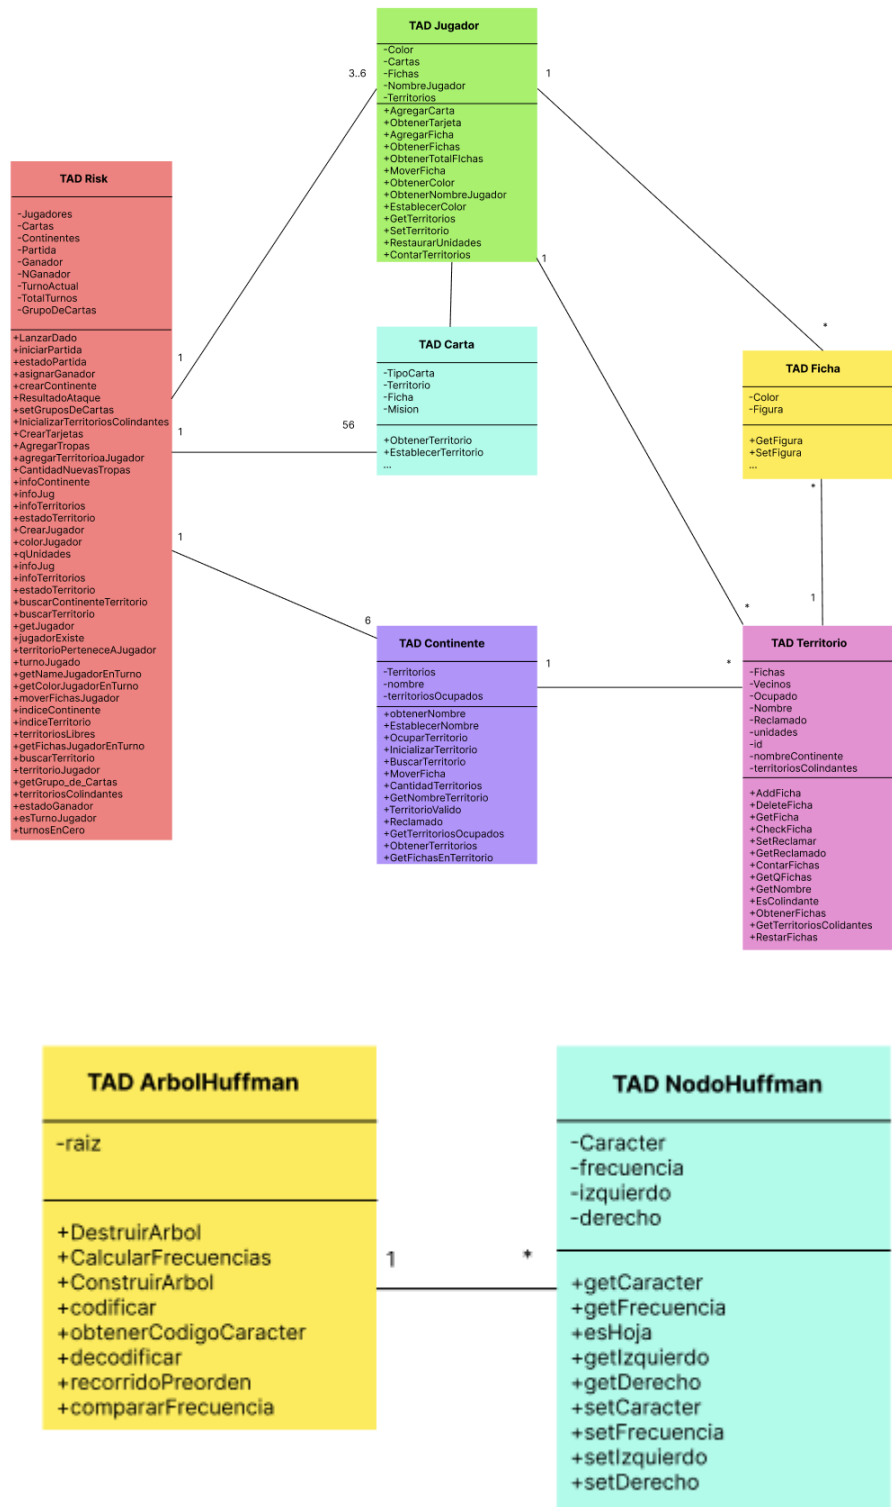 TAD Jugador
-Color
-Cartas
-Fichas
-NombreJugador
-Territorios
+AgregarCarta
+ObtenerTarjeta
+AgregarFicha
+ObtenerFichas
+ObtenerTotalFIchas
+MoverFicha
+ObtenerColor
+ObtenerNombreJugador
+EstablecerColor
+GetTerritorios
+SetTerritorio
+RestaurarUnidades
+ContarTerritorios
3..6
1
1
TAD Risk
-Jugadores
-Cartas
-Continentes
-Partida
-Ganador
-NGanador
-TurnoActual
-TotalTurnos
-GrupoDeCartas
+LanzarDado
+iniciarPartida
+estadoPartida
+asignarGanador
+crearContinente
+ResultadoAtaque
+setGruposDeCartas
+InicializarTerritoriosColindantes
+CrearTarjetas
+AgregarTropas
+agregarTerritorioaJugador
+CantidadNuevasTropas
+infoContinente
+infoJug
+infoTerritorios
+estadoTerritorio
+CrearJugador
+colorJugador
+qUnidades
+infoJug
+infoTerritorios
+estadoTerritorio
+buscarContinenteTerritorio
+buscarTerritorio
+getJugador
+jugadorExiste
+territorioPerteneceAJugador
+turnoJugado
+getNameJugadorEnTurno
+getColorJugadorEnTurno
+moverFichasJugador
+indiceContinente
+indiceTerritorio
+territoriosLibres
+getFichasJugadorEnTurno
+buscarTerritorio
+territorioJugador
+getGrupo_de_Cartas
+territoriosColindantes
+estadoGanador
+esTurnoJugador
+turnosEnCero
1
1
56
1
6
TAD Carta
-TipoCarta
-Territorio
-Ficha
-Mision
+ObtenerTerritorio
+EstablecerTerritorio
...
*
TAD Ficha
-Color
-Figura
+GetFigura
+SetFigura
...
*
1
*
TAD Continente
-Territorios
-nombre
-territoriosOcupados
+obtenerNombre
+EstablecerNombre
+OcuparTerritorio
+InicializarTerritorio
+BuscarTerritorio
+MoverFicha
+CantidadTerritorios
+GetNombreTerritorio
+TerritorioValido
+Reclamado
+GetTerritoriosOcupados
+ObtenerTerritorios
+GetFichasEnTerritorio
1
*
TAD Territorio
-Fichas
-Vecinos
-Ocupado
-Nombre
-Reclamado
-unidades
-id
-nombreContinente
-territoriosColindantes
+AddFicha
+DeleteFicha
+GetFicha
+CheckFicha
+SetReclamar
+GetReclamado
+ContarFichas
+GetQFichas
+GetNombre
+EsColindante
+ObtenerFichas
+GetTerritoriosColidantes
+RestarFichas
TAD ArbolHuffman
-raiz
+DestruirArbol
+CalcularFrecuencias
+ConstruirArbol
+codificar
+obtenerCodigoCaracter
+decodificar
+recorridoPreorden
+compararFrecuencia
1
*
TAD NodoHuffman
-Caracter
-frecuencia
-izquierdo
-derecho
+getCaracter
+getFrecuencia
+esHoja
+getIzquierdo
+getDerecho
+setCaracter
+setFrecuencia
+setIzquierdo
+setDerecho